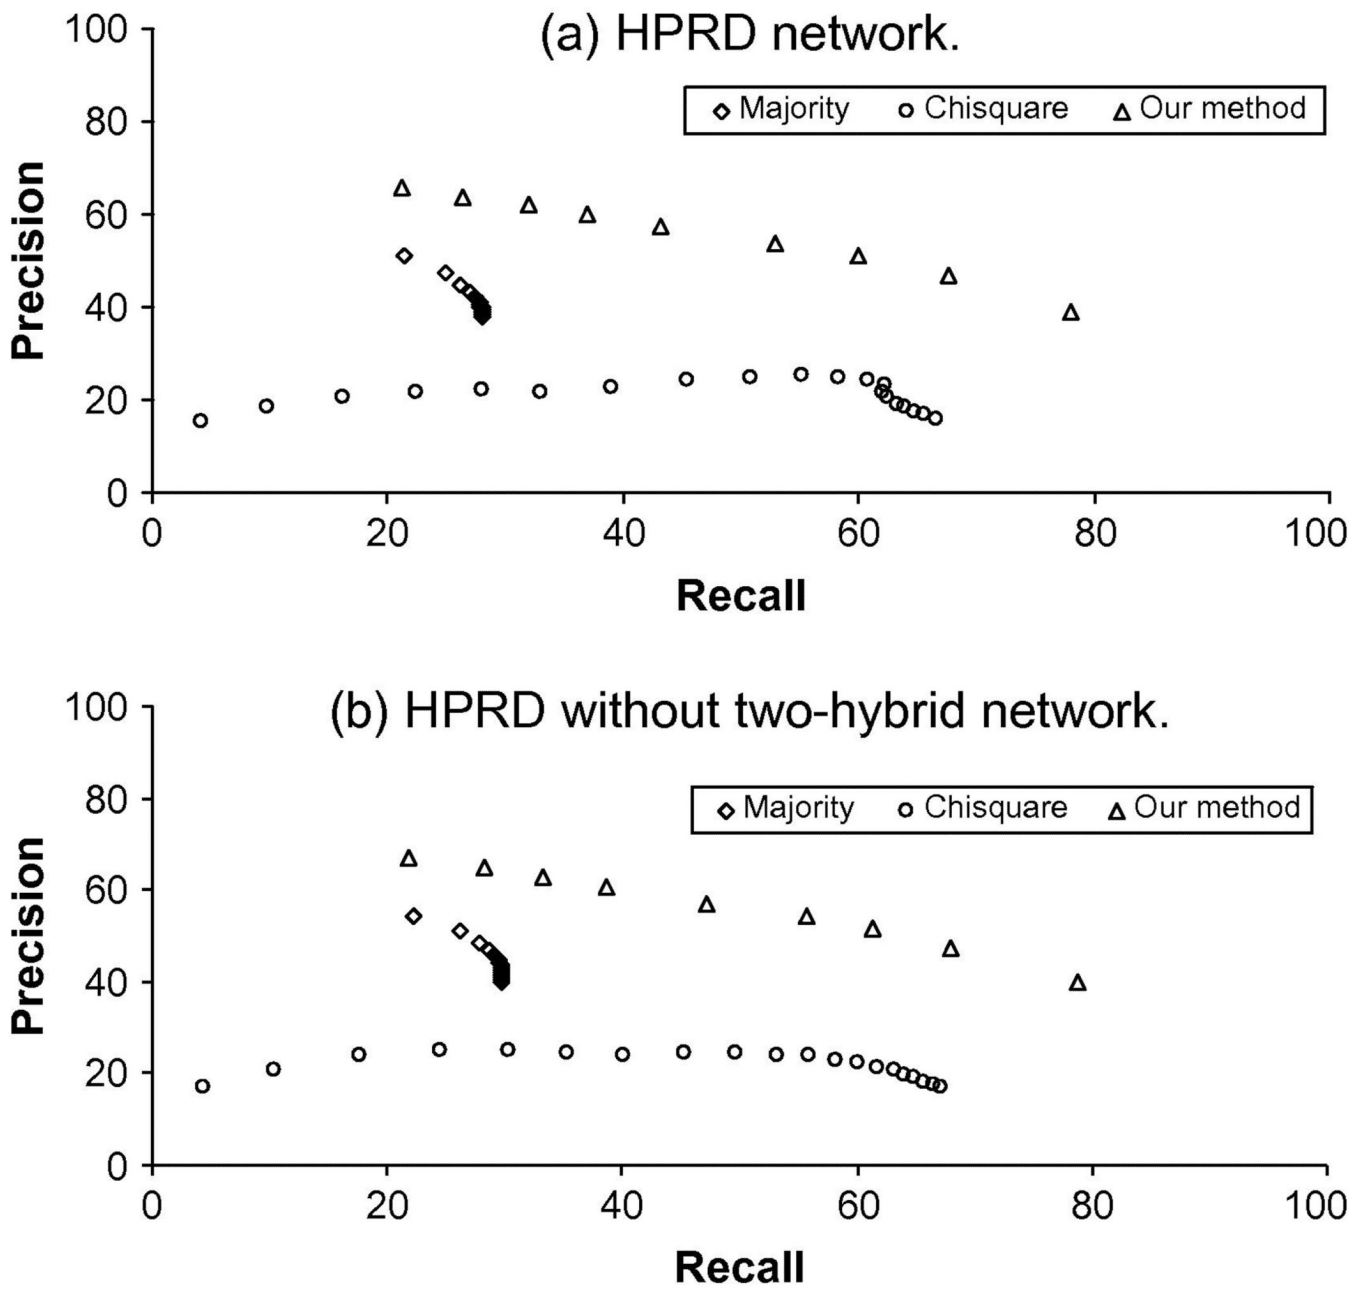 (a) HPRD network.
Majority Chisquare Our method
100
80
60
40
20
0
Precision
0 20 40 60 80 100
Recall
(b) HPRD without two-hybrid network.
Majority Chisquare Our method
100
80
60
40
20
0
Precision
0 20 40 60 80 100
Recall